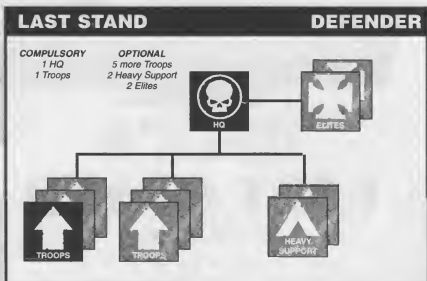 LAST STAND DEFENDER
COMPULSORY
1 HQ
1 Troops
OPTIONAL
5 more Troops
2 Heavy Support
2 Elites
HQ
ELITES
TROOPS
TROOPS
HEAVY
SUPPORT